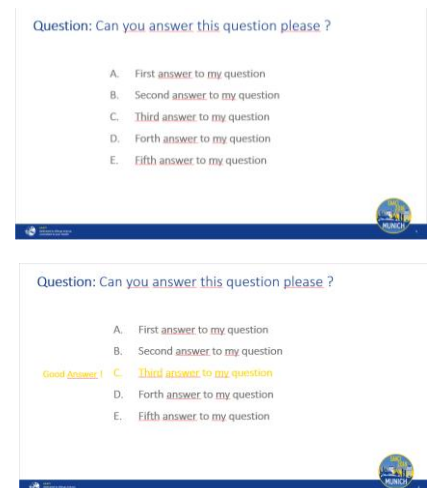 Question: Can you answer this question please ?
A. First answer to my question
B. Second answer to my question
C. Third answer to my question
D. Forth answer to my question
E. Fifth answer to my question
MUNICH
Question: Can you answer this question please ?
A. First answer to my question
B. Second answer to my question
Good Answer ! C. Third answer to my question
D. Forth answer to my question
E. Fifth answer to my question
MUNICH